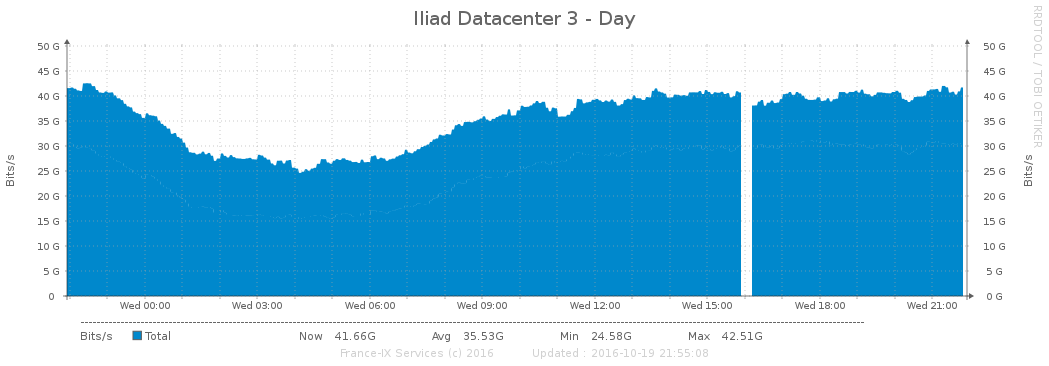 Iliad Datacenter 3 - Day
RRDTOOL / TOBI OETIKER
50 G 50 G
45 G 45 G
40 G 40 G
35 G 35 G
30 G 30 G
25 G 25 G
20 G 20 G
15 G 15 G
10 G 10 G
5 G 5 G
0 0 G
Bits/s
Bits/s
Wed 00:00 Wed 03:00 Wed 06:00 Wed 09:00 Wed 12:00 Wed 15:00 Wed 18:00 Wed 21:00
Bits/s Total Now 41.66G Avg 35.53G Min 24.58G Max 42.51G
France-IX Services (c) 2016 Updated : 2016-10-19 21:55:08